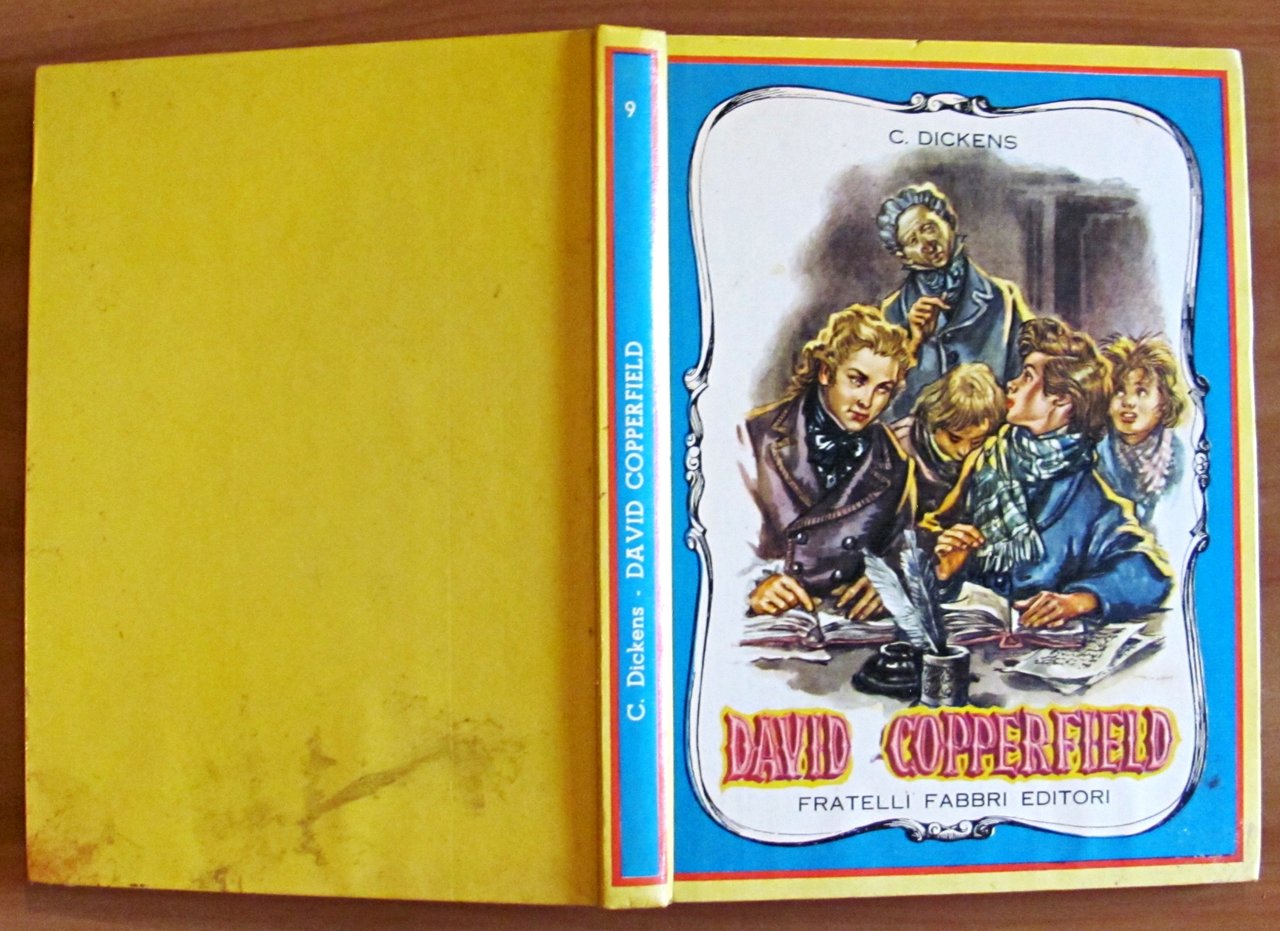 9
C. Dickens - DAVID COPPERFIELD
C. DICKENS
DAVID COPPERFIELD
FRATELLI FABBRI EDITORI